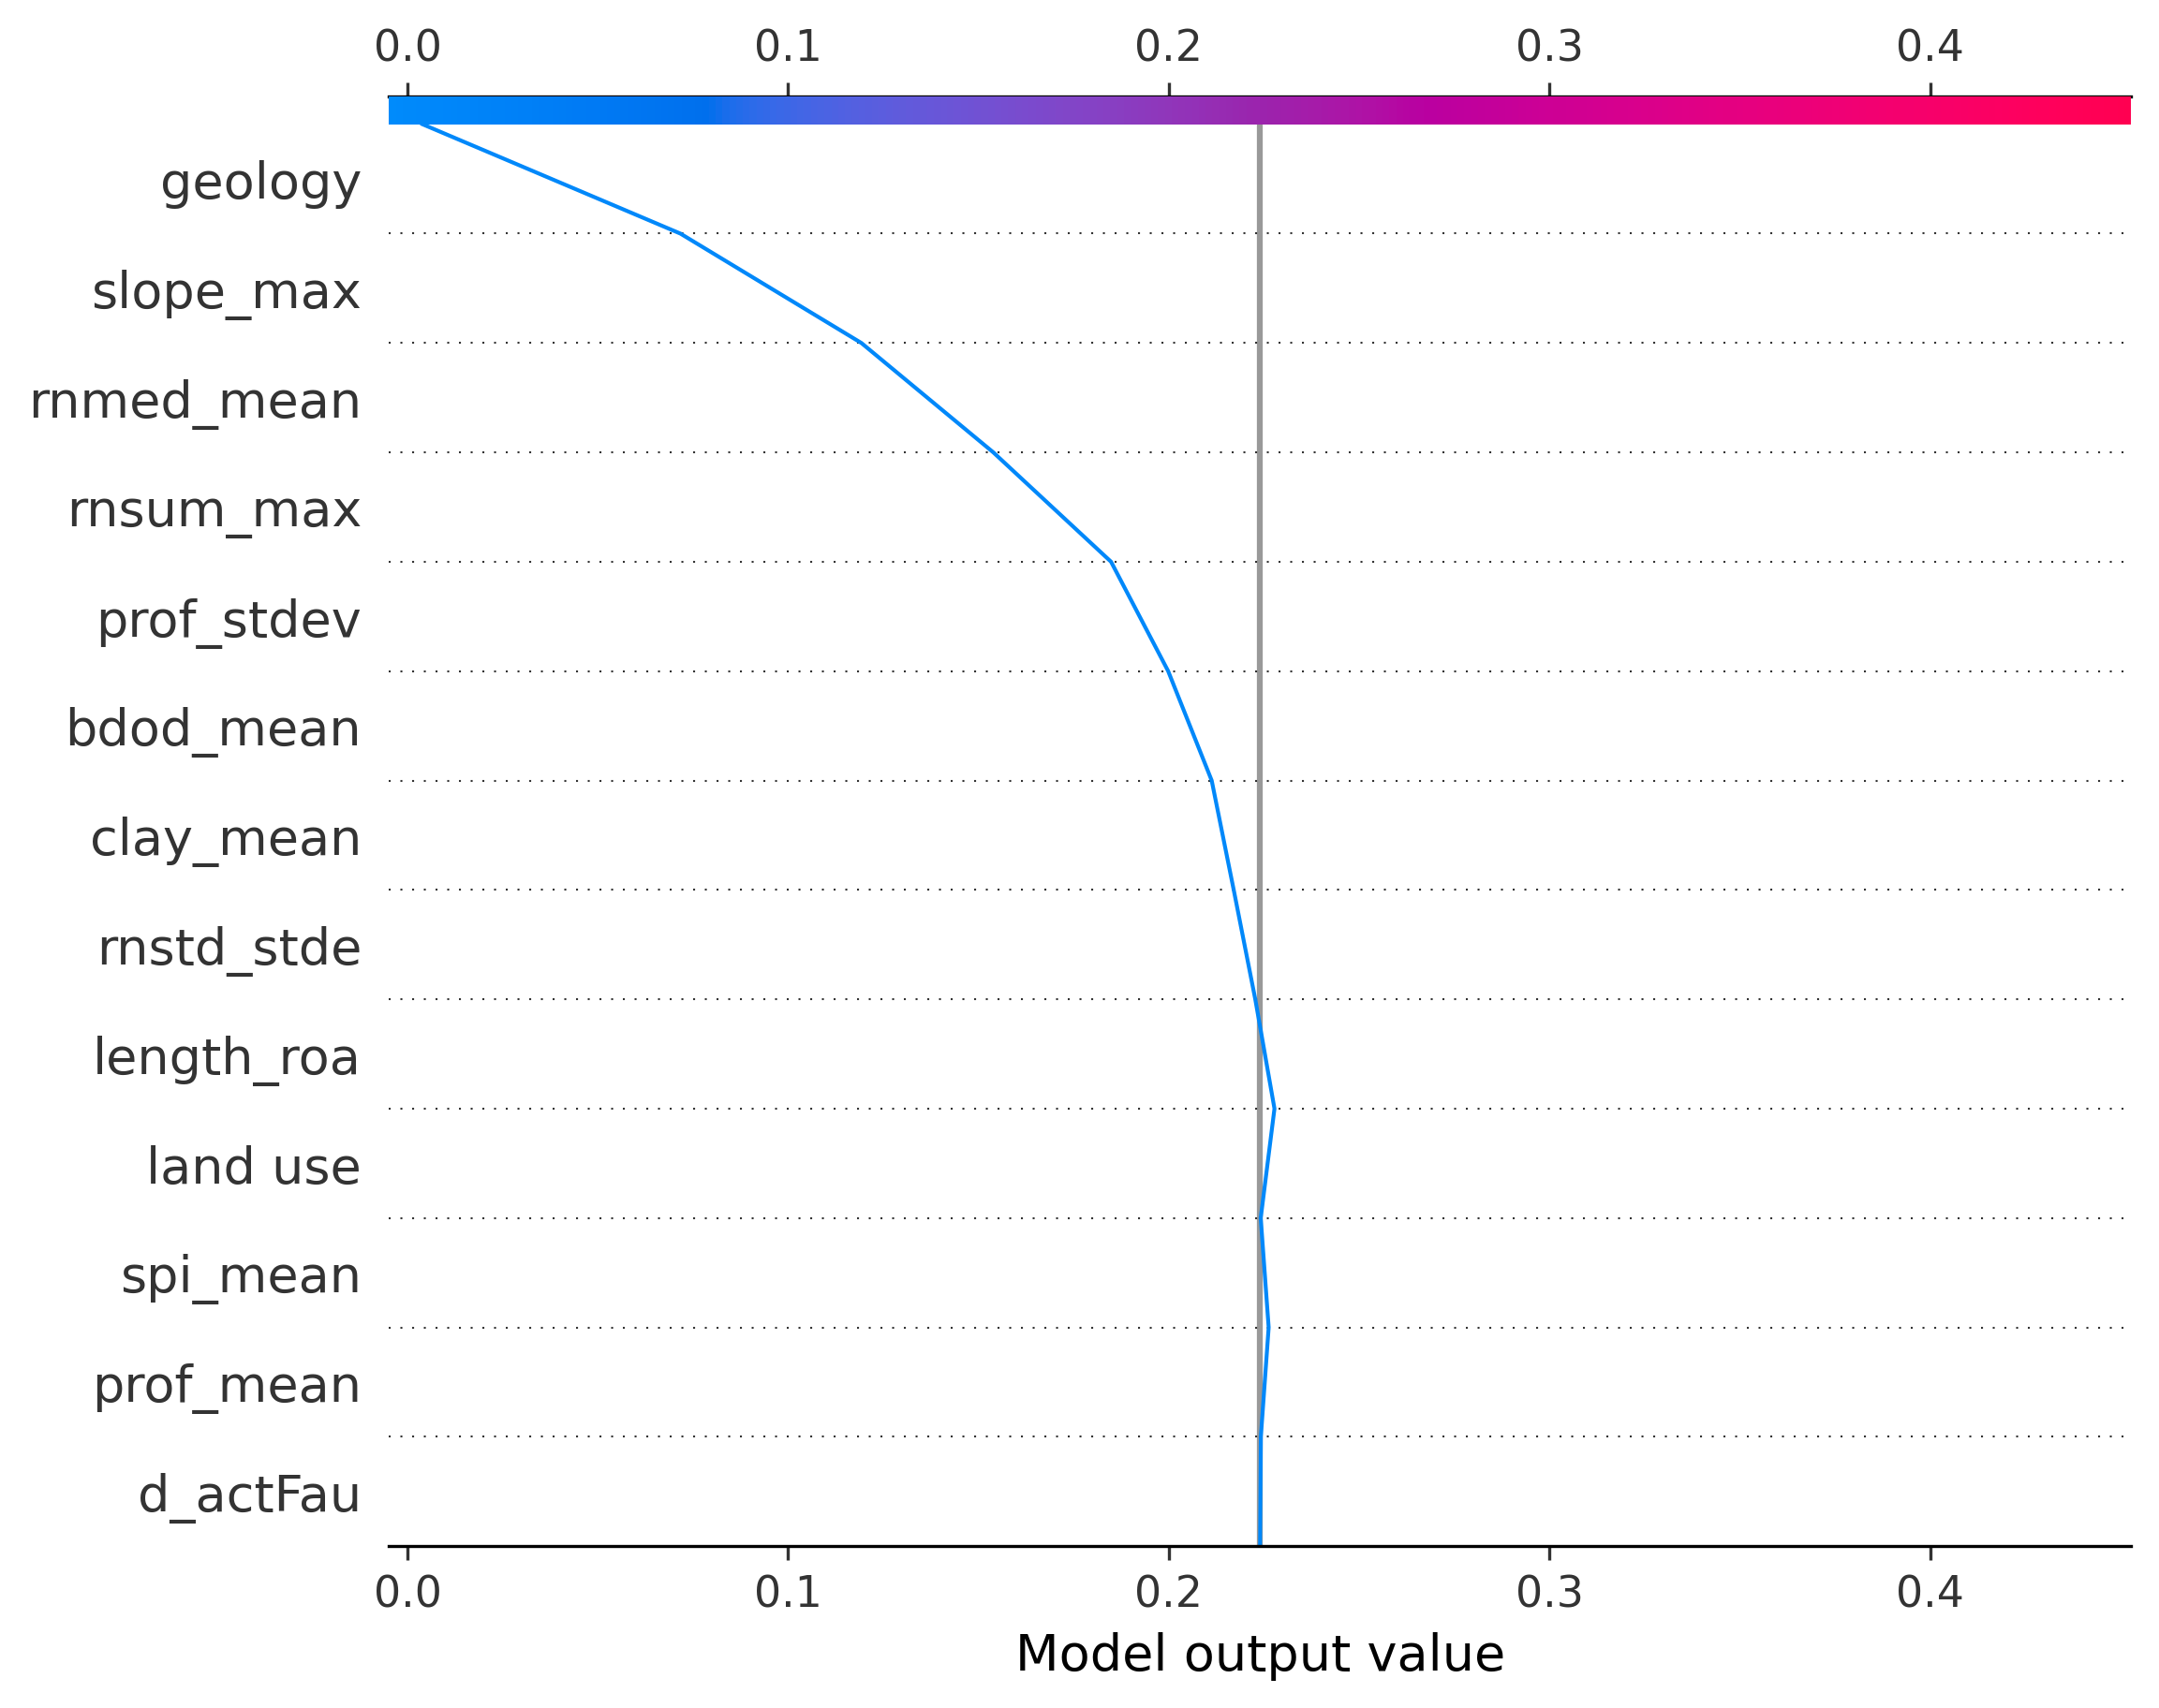 0.0 0.1 0.2 0.3 0.4
geology
slope_max
rnmed_mean
rnsum_max
prof_stdev
bdod_mean
clay_mean
rnstd_stde
length_roa
land use
spi_mean
prof_mean
d_actFau
0.0 0.1 0.2 0.3 0.4
Model output value